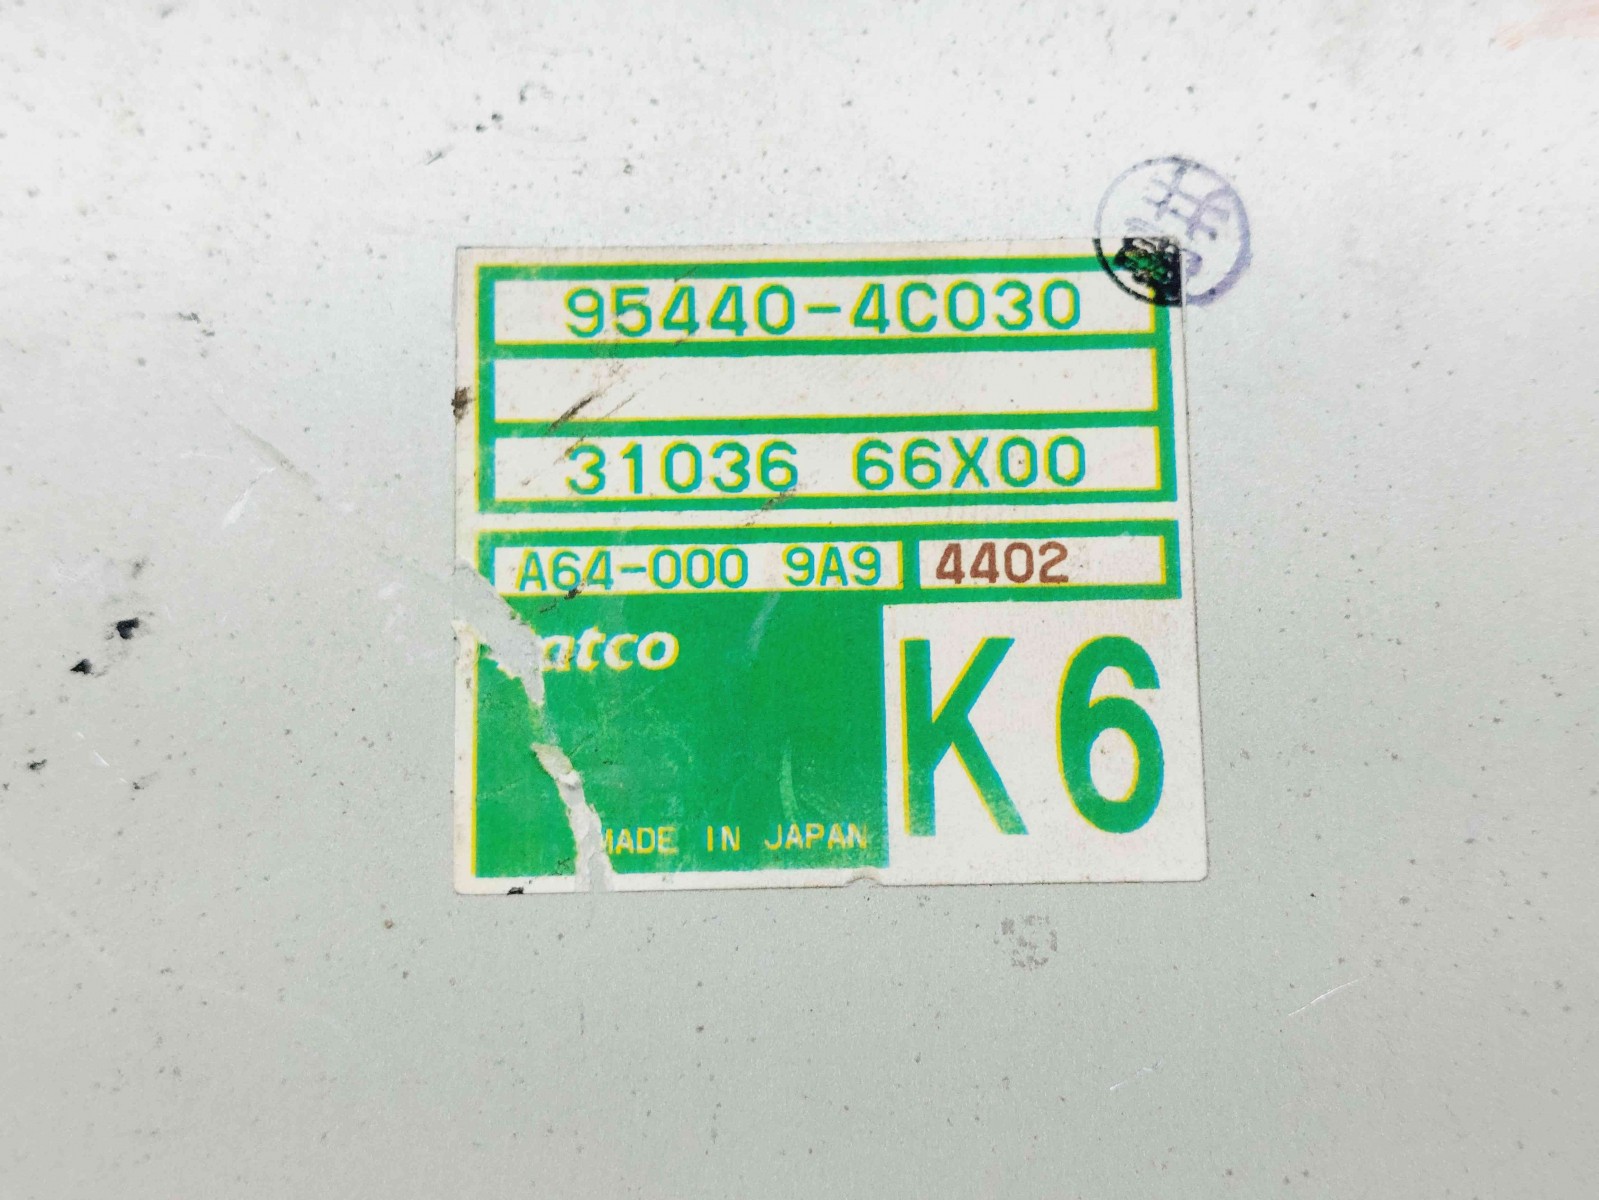 95440-4C030
31036 66X00
A64-000 9A9 4402
atco
K6
MADE IN JAPAN